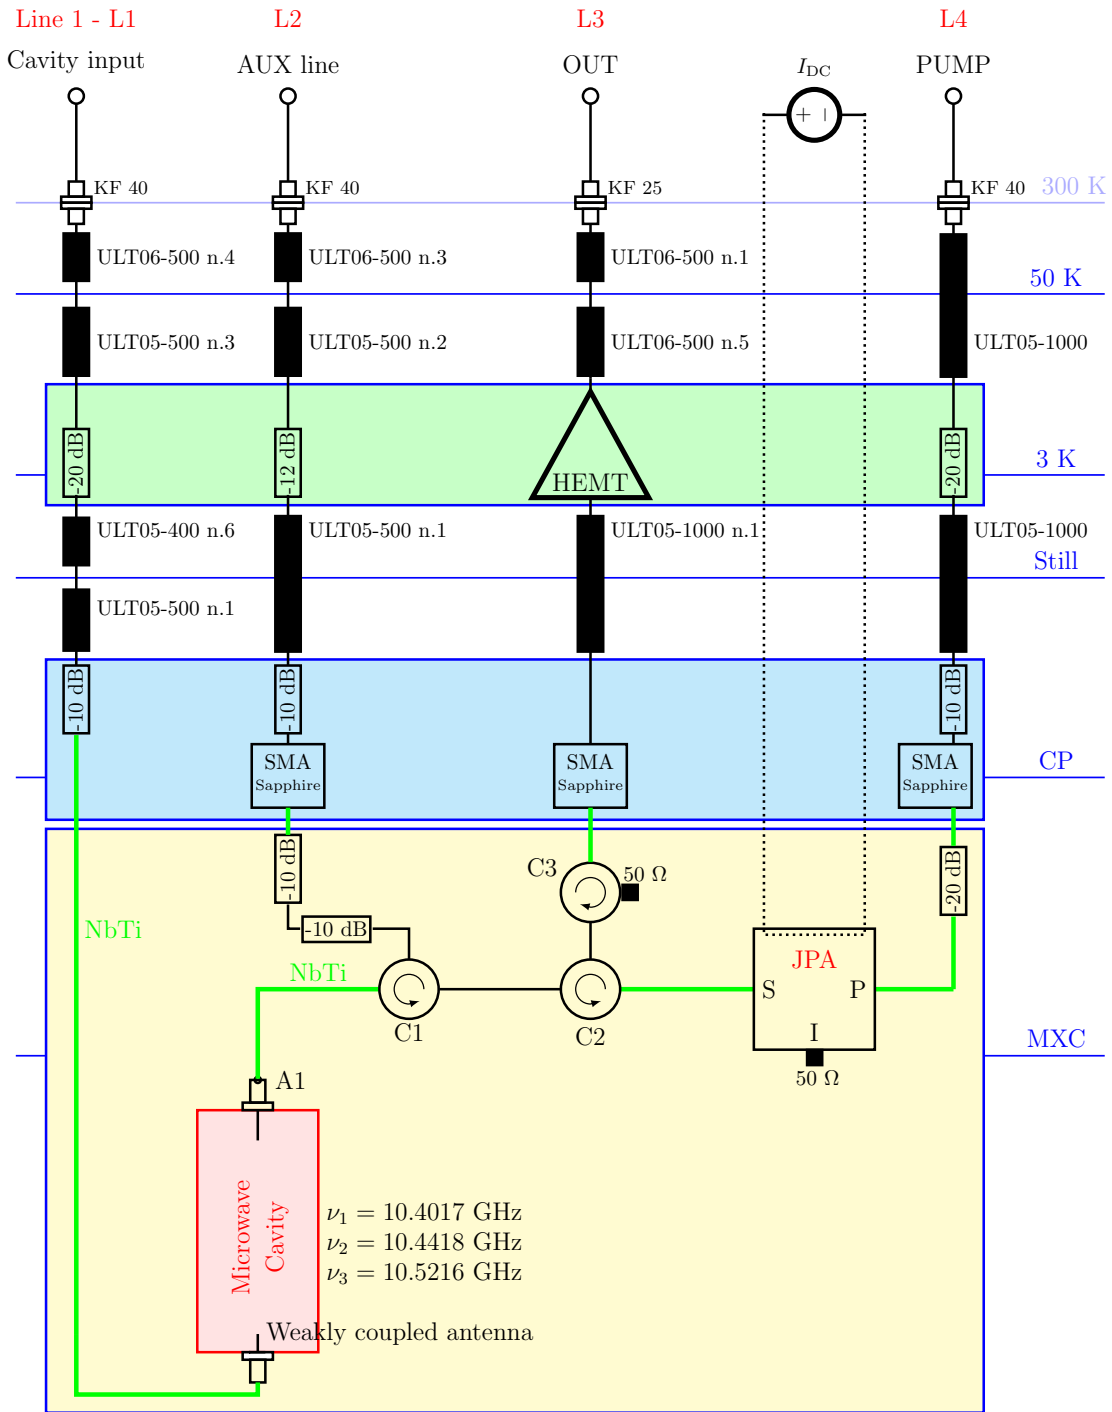 Line 1 - L1
L2
L3
L4
Cavity input
AUX line
OUT
I_DC
PUMP
+
KF 40
KF 40
KF 25
KF 40
300 K
ULT06-500 n.4
ULT06-500 n.3
ULT06-500 n.1
50 K
ULT05-500 n.3
ULT05-500 n.2
ULT06-500 n.5
ULT05-1000
-20 dB
-12 dB
HEMT
-20 dB
3 K
ULT05-400 n.6
ULT05-500 n.1
ULT05-1000 n.1
ULT05-1000
Still
ULT05-500 n.1
-10 dB
-10 dB
-10 dB
SMA
Sapphire
SMA
Sapphire
SMA
Sapphire
CP
-10 dB
C3
50 Ω
-20 dB
NbTi
-10 dB
NbTi
JPA
S
P
I
C1
C2
50 Ω
MXC
A1
Microwave
Cavity
ν₁ = 10.4017 GHz
ν₂ = 10.4418 GHz
ν₃ = 10.5216 GHz
Weakly coupled antenna